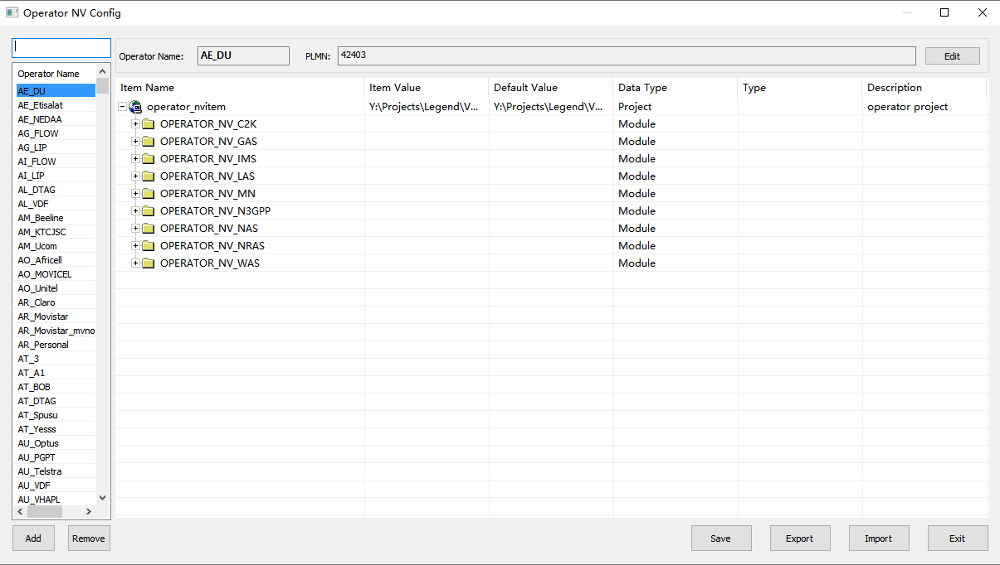 Operator NV Config
Operator Name: AE_DU PLMN: 42403 Edit
Operator Name
AE_DU
AE_Etisalat
AE_NEDAA
AG_FLOW
AG_LIP
AI_FLOW
AI_LIP
AL_DTAG
AL_VDF
AM_Beeline
AM_KTCJSC
AM_Ucom
AO_Africell
AO_MOVICEL
AO_Unitel
AR_Claro
AR_Movistar
AR_Movistar_mvno
AR_Personal
AT_3
AT_A1
AT_BOB
AT_DTAG
AT_Spusu
AT_Yesss
AU_Optus
AU_PGPT
AU_Telstra
AU_VDF
AU_VHAPL
Item Name Item Value Default Value Data Type Type Description
operator_nvitem Y:\Projects\Legend\V... Y:\Projects\Legend\V... Project operator project
OPERATOR_NV_C2K Module
OPERATOR_NV_GAS Module
OPERATOR_NV_IMS Module
OPERATOR_NV_LAS Module
OPERATOR_NV_MN Module
OPERATOR_NV_N3GPP Module
OPERATOR_NV_NAS Module
OPERATOR_NV_NRAS Module
OPERATOR_NV_WAS Module
Add Remove Save Export Import Exit